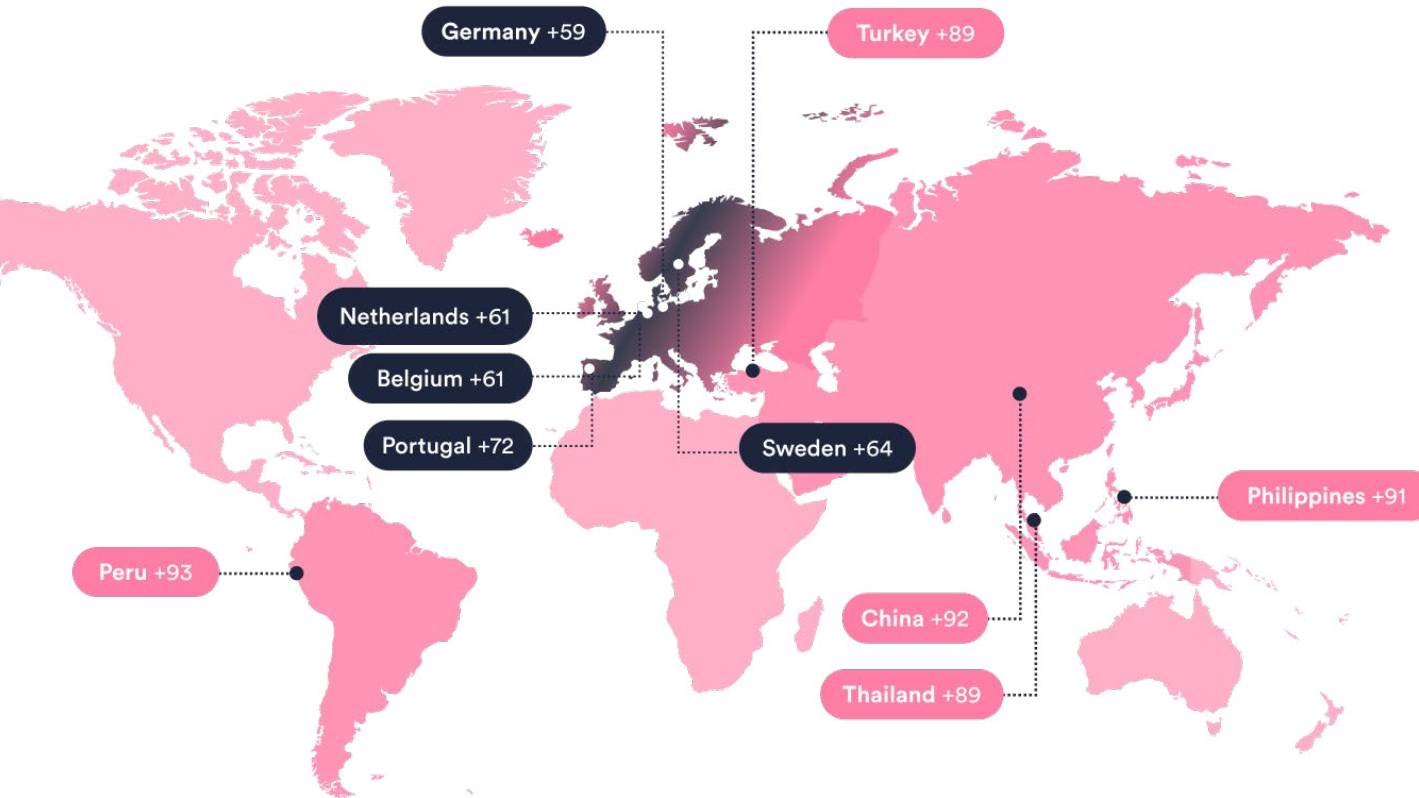 Germany +59
Turkey +89
Netherlands +61
Belgium +61
Portugal +72
Sweden +64
Philippines +91
Peru +93
China +92
Thailand +89